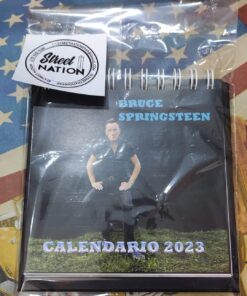 Street
NATION
BRUCE
SPRINGSTEEN
CALENDARIO 2023